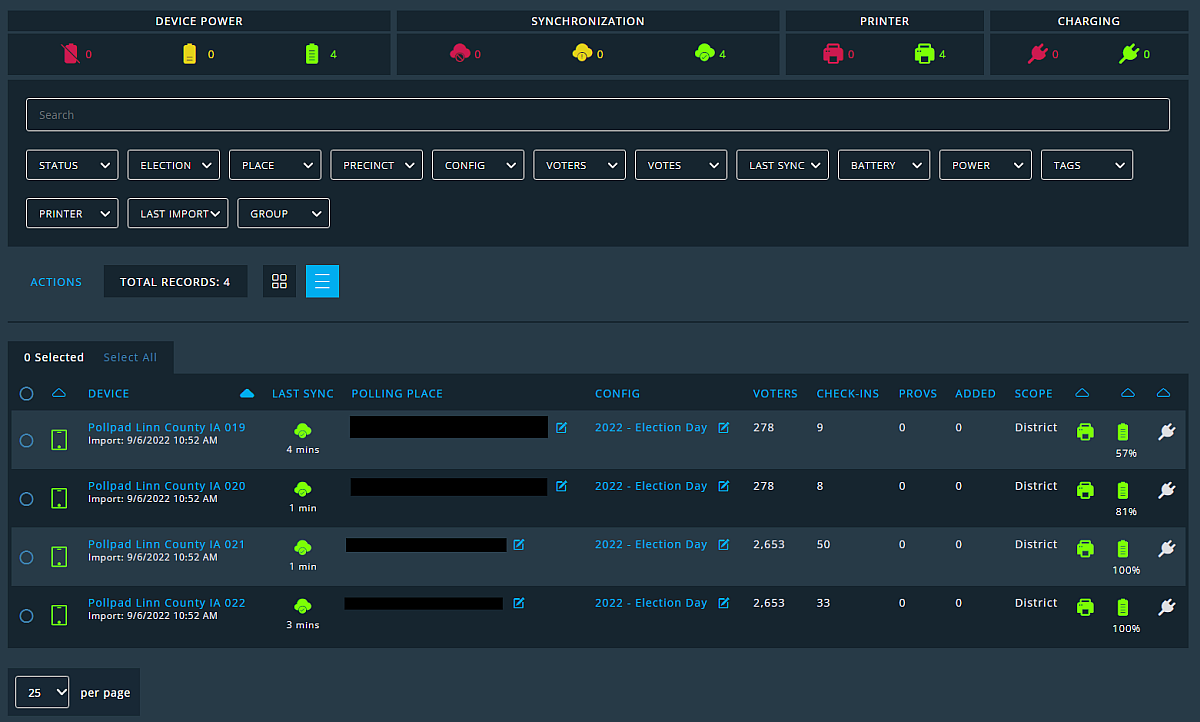 DEVICE POWER SYNCHRONIZATION PRINTER CHARGING
0 0 4 0 0 4 0 4 0 0
Search
STATUS ELECTION PLACE PRECINCT CONFIG VOTERS VOTES LAST SYNC BATTERY POWER TAGS
PRINTER LAST IMPORT GROUP
ACTIONS TOTAL RECORDS: 4
0 Selected Select All
DEVICE LAST SYNC POLLING PLACE CONFIG VOTERS CHECK-INS PROVS ADDED SCOPE
Pollpad Linn County IA 019 2022 - Election Day 278 9 0 0 District
Import: 9/6/2022 10:52 AM
4 mins 57%
Pollpad Linn County IA 020 2022 - Election Day 278 8 0 0 District
Import: 9/6/2022 10:52 AM
1 min 81%
Pollpad Linn County IA 021 2022 - Election Day 2,653 50 0 0 District
Import: 9/6/2022 10:52 AM
1 min 100%
Pollpad Linn County IA 022 2022 - Election Day 2,653 33 0 0 District
Import: 9/6/2022 10:52 AM
3 mins 100%
25 per page